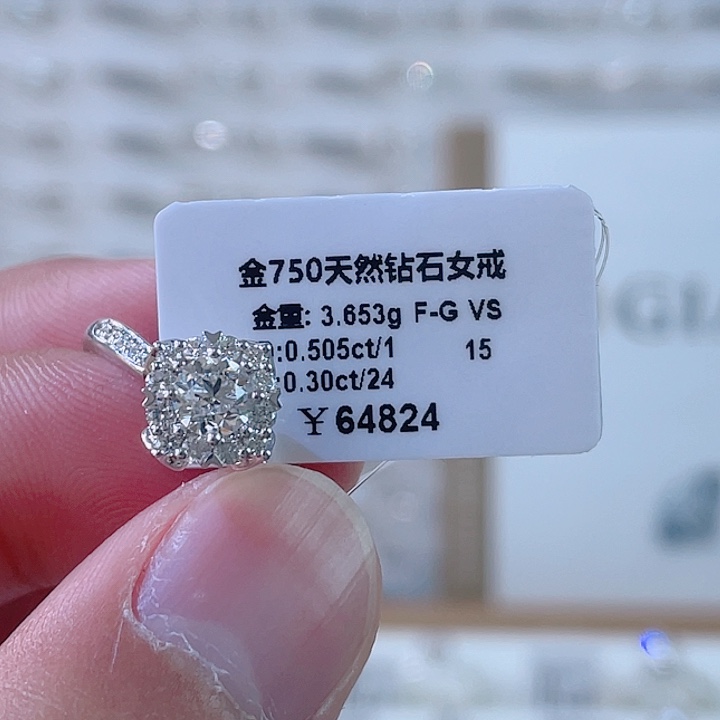 金750天然钻石女戒
金重: 3.653g F-G VS
:0.505ct/1 15
:0.30ct/24
￥64824